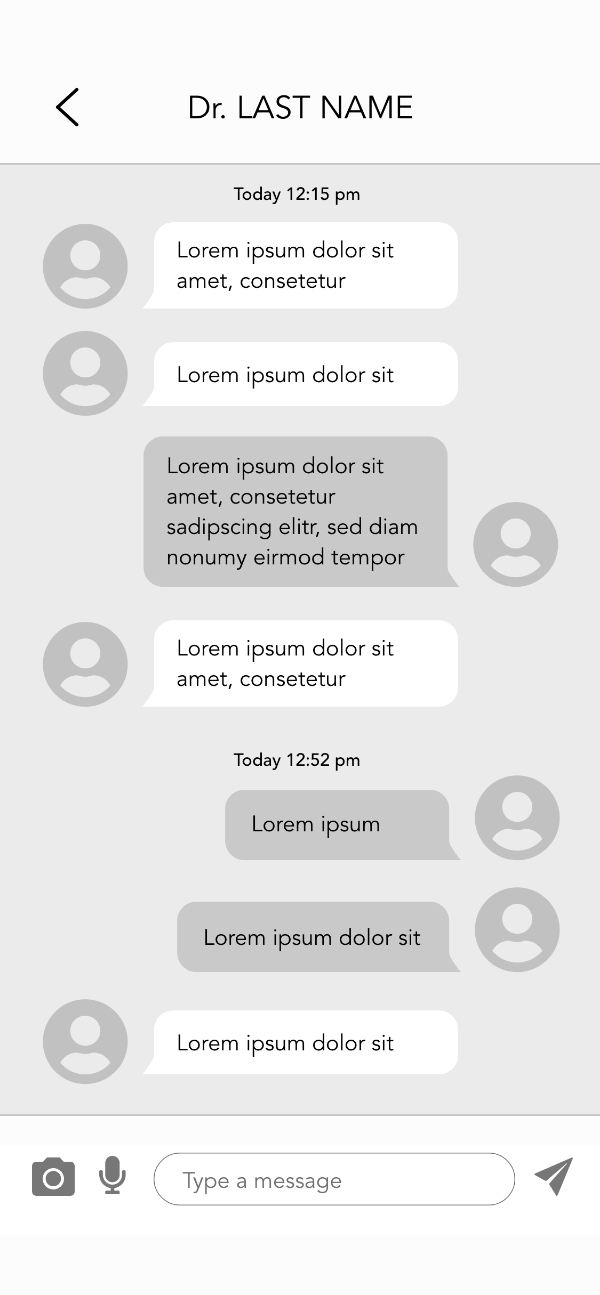 Dr. LAST NAME
Today 12:15 pm
Lorem ipsum dolor sit
amet, consetetur
Lorem ipsum dolor sit
Lorem ipsum dolor sit
amet, consetetur
sadipscing elitr, sed diam
nonumy eirmod tempor
Lorem ipsum dolor sit
amet, consetetur
Today 12:52 pm
Lorem ipsum
Lorem ipsum dolor sit
Lorem ipsum dolor sit
Type a message